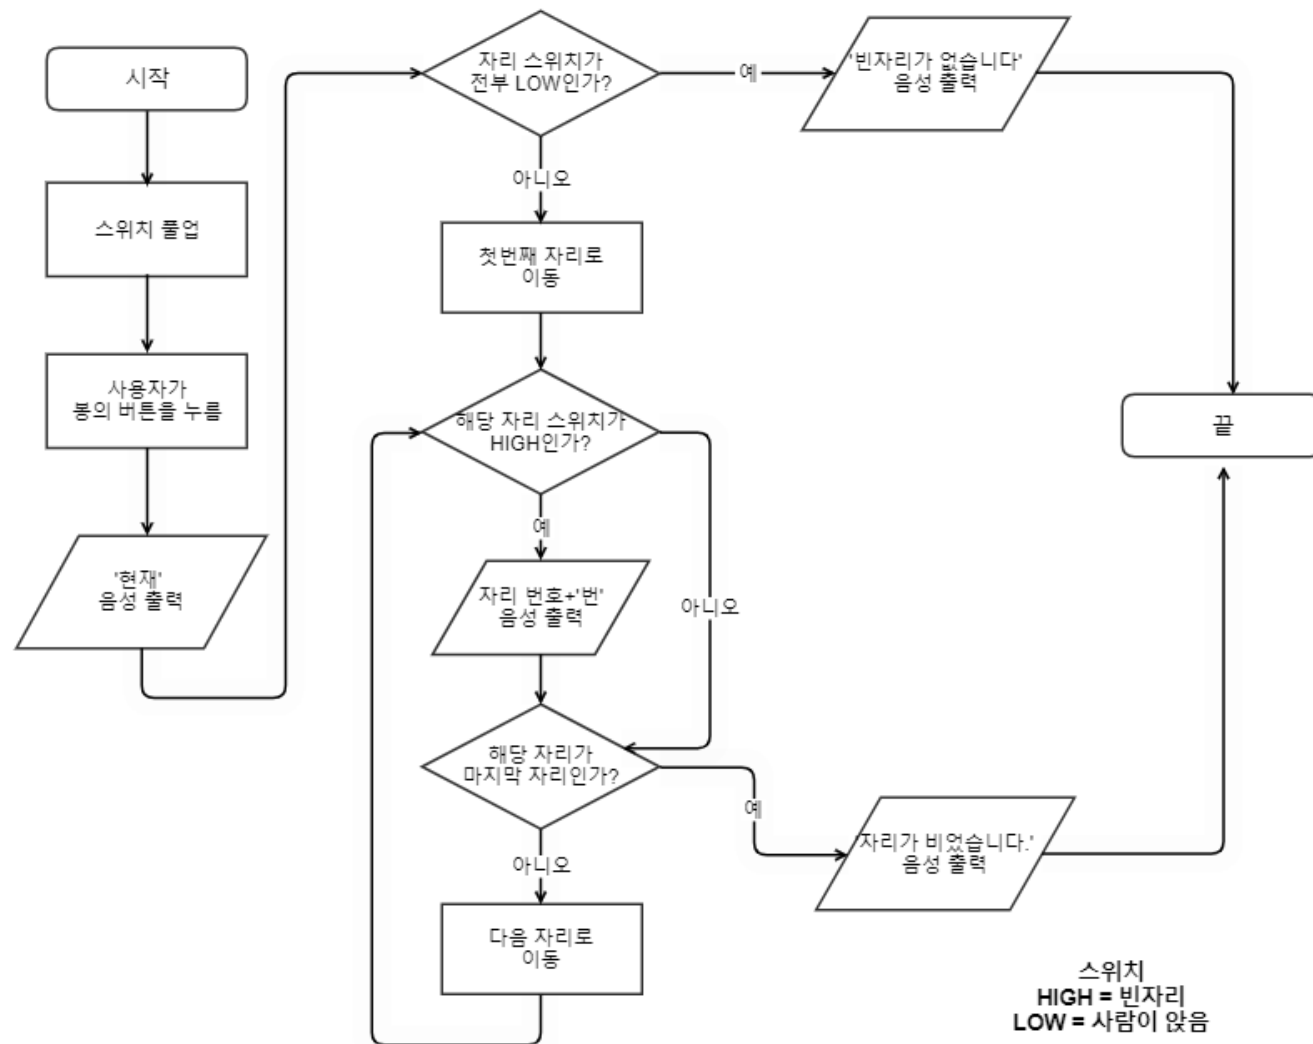 시작
스위치 풀업
사용자가
봉의 버튼을 누름
'현재'
음성 출력
자리 스위치가
전부 LOW인가?
예
'빈자리가 없습니다'
음성 출력
아니오
첫번째 자리로
이동
해당 자리 스위치가
HIGH인가?
예
자리 번호+'번'
음성 출력
아니오
해당 자리가
마지막 자리인가?
예
'자리가 비었습니다.'
음성 출력
아니오
다음 자리로
이동
끝
스위치
HIGH = 빈자리
LOW = 사람이 앉음